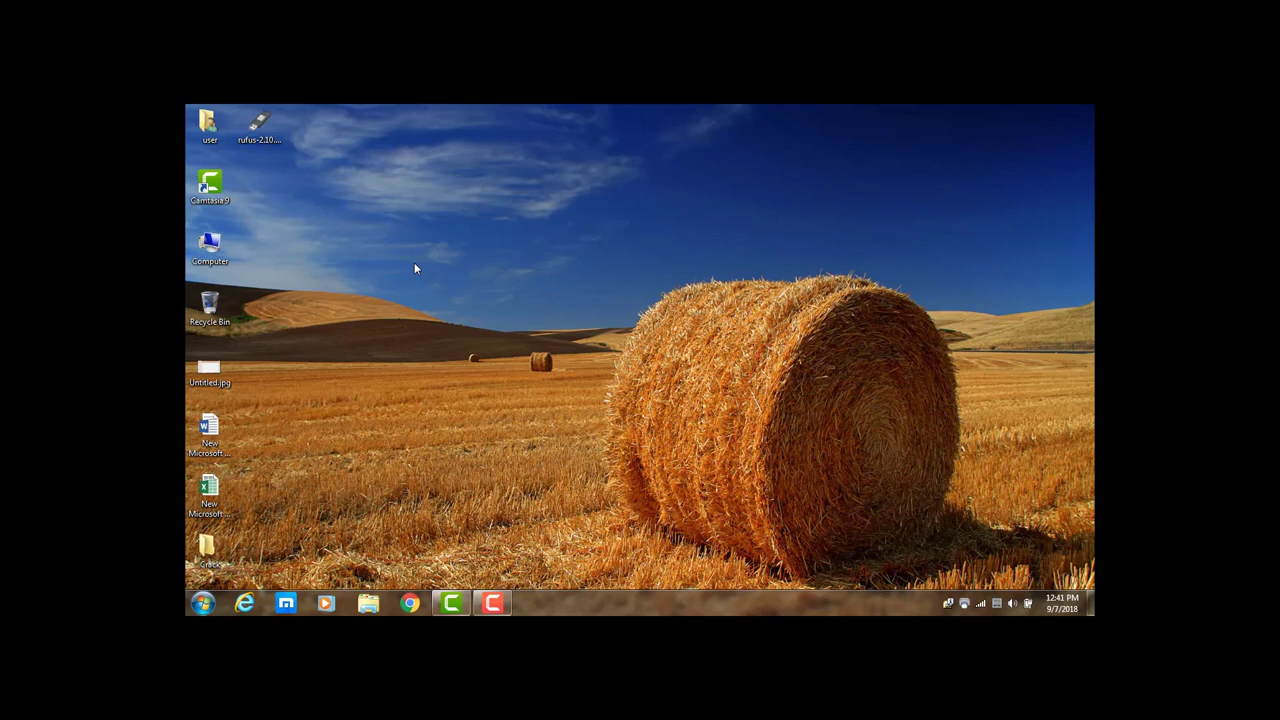 user
rufus-2.10....
Camtasia 9
Computer
Recycle Bin
Untitled.jpg
New
Microsoft ...
New
Microsoft ...
Crack
12:41 PM
9/7/2018